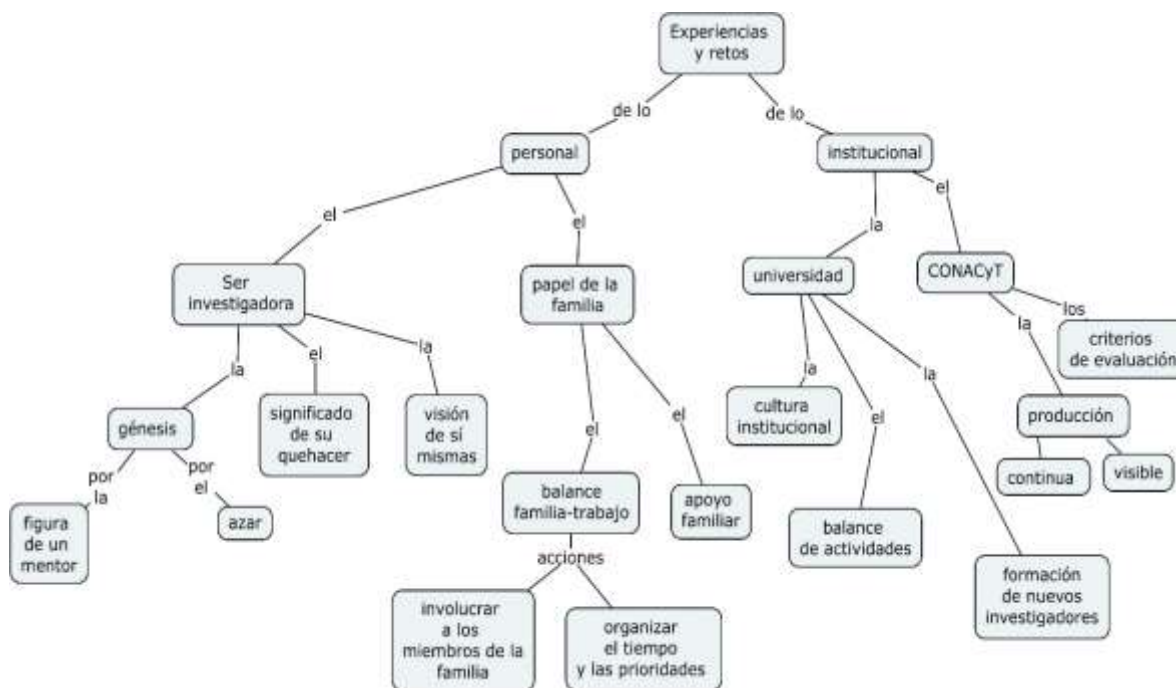 Experiencias
y retos
de lo
de lo
personal
institucional
el
el
la
el
Ser
investigadora
papel de la
familia
universidad
CONACyT
la
el
la
la
los
criterios
de evaluación
génesis
significado
de su
quehacer
visión
de sí
mismas
el
el
la
cultura
institucional
el
la
producción
continua
visible
por
la
por
el
figura
de un
mentor
azar
balance
familia-trabajo
apoyo
familiar
balance
de actividades
formación
de nuevos
investigadores
acciones
involucrar
a los
miembros de la
familia
organizar
el tiempo
y las prioridades